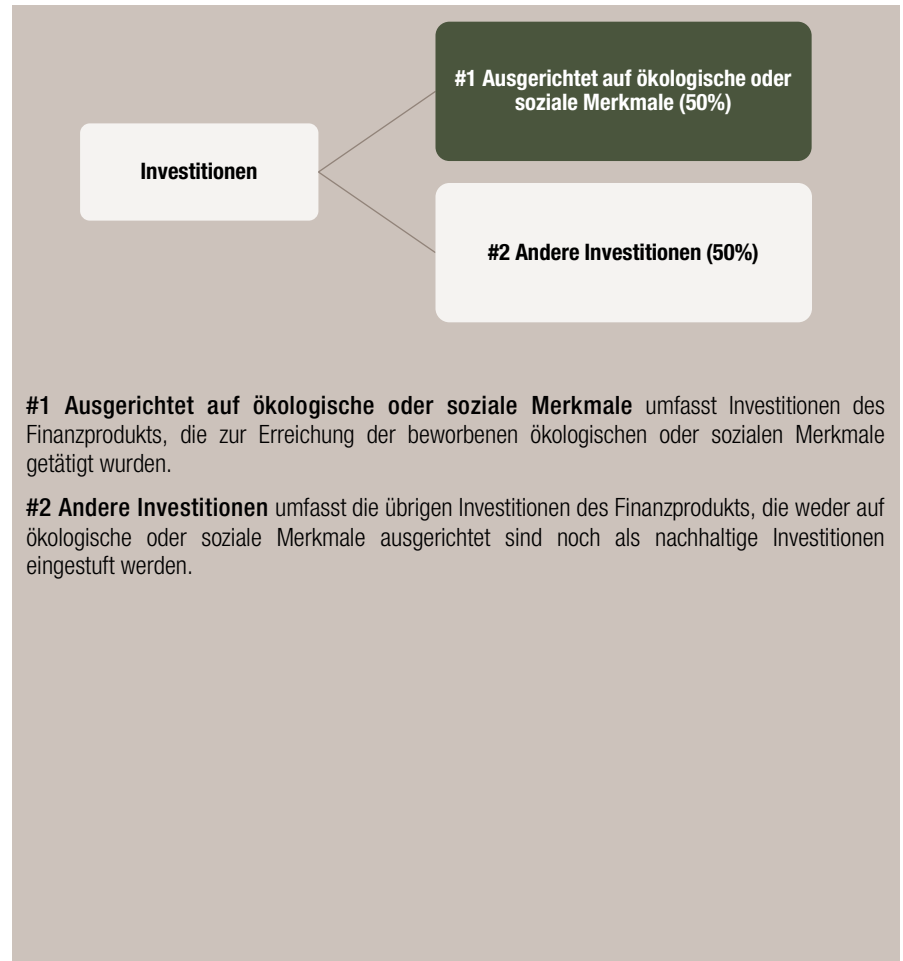 #1 Ausgerichtet auf ökologische oder
soziale Merkmale (50%)
Investitionen
#2 Andere Investitionen (50%)
#1 Ausgerichtet auf ökologische oder soziale Merkmale umfasst Investitionen des
Finanzprodukts, die zur Erreichung der beworbenen ökologischen oder sozialen Merkmale
getätigt wurden.
#2 Andere Investitionen umfasst die übrigen Investitionen des Finanzprodukts, die weder auf
ökologische oder soziale Merkmale ausgerichtet sind noch als nachhaltige Investitionen
eingestuft werden.